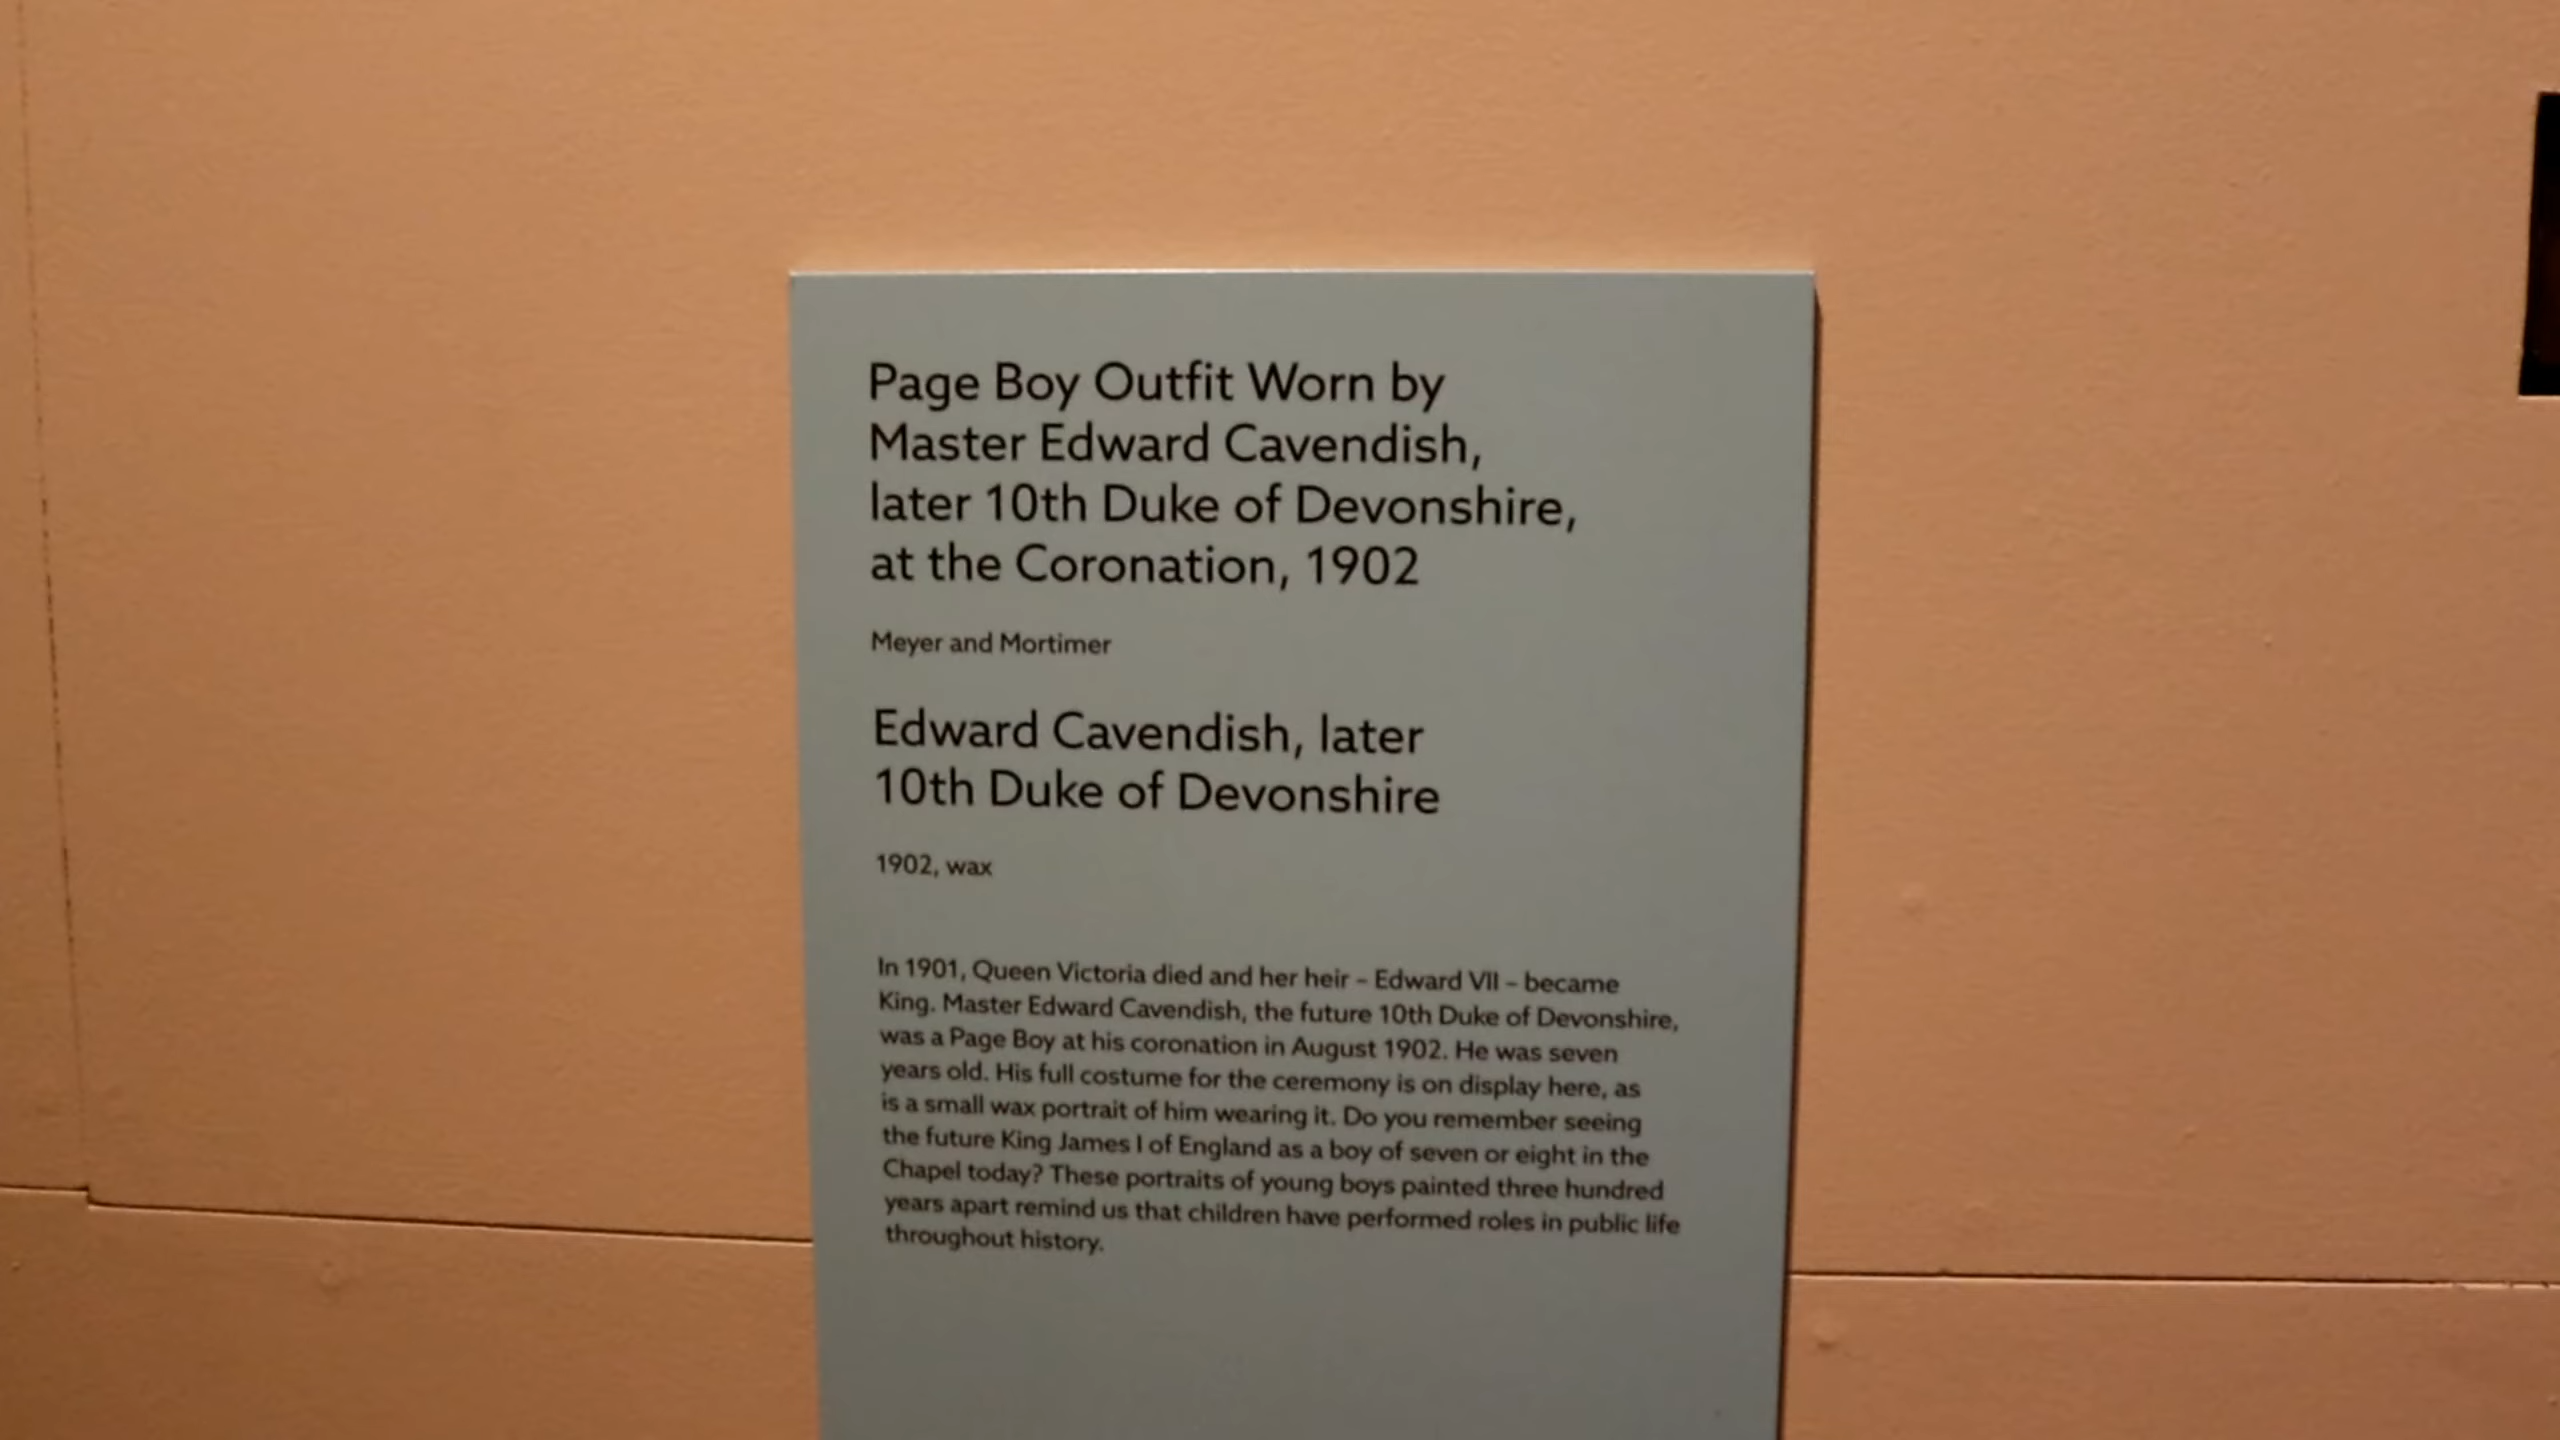 Page Boy Outfit Worn by
Master Edward Cavendish,
later 10th Duke of Devonshire,
at the Coronation, 1902
Meyer and Mortimer
Edward Cavendish, later
10th Duke of Devonshire
1902, wax
In 1901, Queen Victoria died and her heir – Edward VII – became
King. Master Edward Cavendish, the future 10th Duke of Devonshire,
was a Page Boy at his coronation in August 1902. He was seven
years old. His full costume for the ceremony is on display here, as
is a small wax portrait of him wearing it. Do you remember seeing
the future King James I of England as a boy of seven or eight in the
Chapel today? These portraits of young boys painted three hundred
years apart remind us that children have performed roles in public life
throughout history.